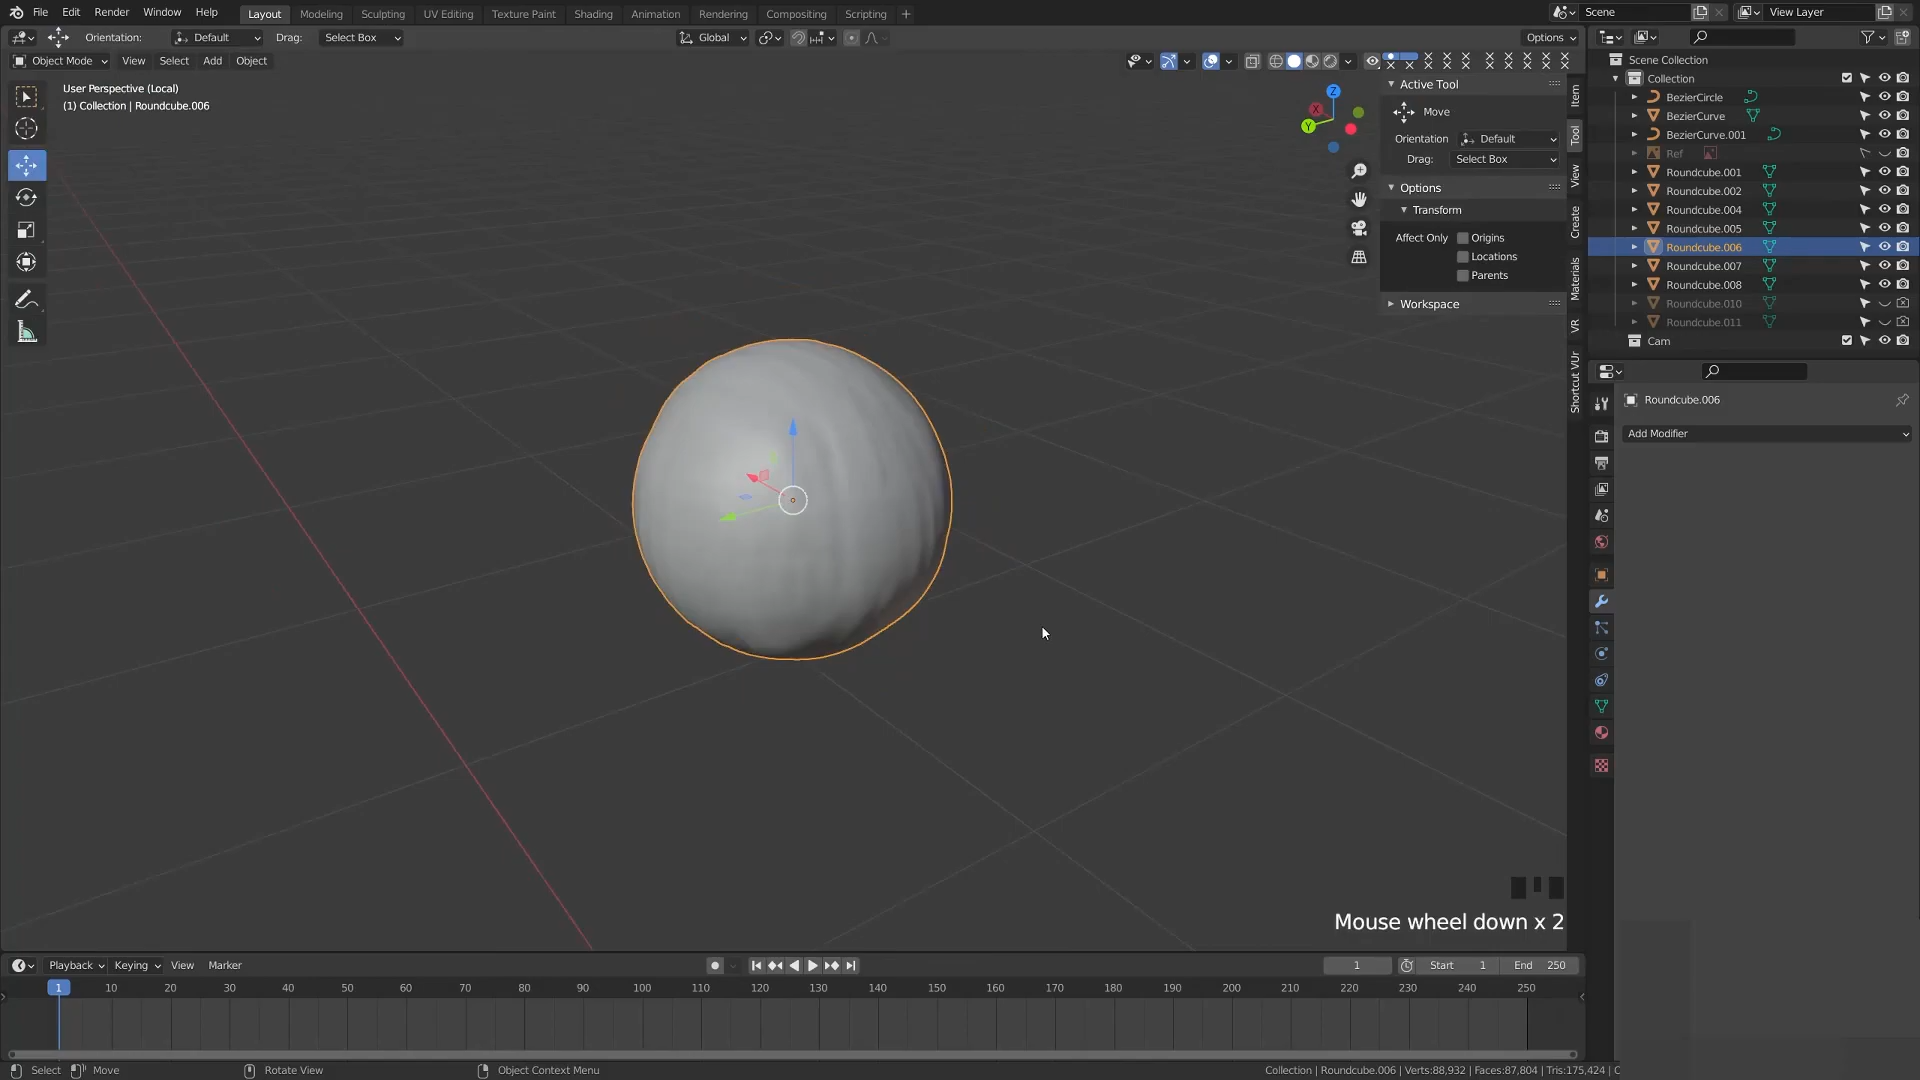 File Edit Render Window Help Layout Modeling Sculpting UV Editing Texture Paint Shading Animation Rendering Compositing Scripting + Scene View Layer
Orientation: Default Drag: Select Box Global Options
Object Mode View Select Add Object
User Perspective (Local)
(1) Collection | Roundcube.006
Z
X
Y
Active Tool
Move
Orientation Default
Drag: Select Box
Options
Transform
Affect Only Origins
Locations
Parents
Workspace
Item
Tool
View
Create
Materials
VR
Shortcut VUr
Scene Collection
Collection
BezierCircle
BezierCurve
BezierCurve.001
Ref
Roundcube.001
Roundcube.002
Roundcube.004
Roundcube.005
Roundcube.006
Roundcube.007
Roundcube.008
Roundcube.010
Roundcube.011
Cam
Roundcube.006
Add Modifier
Mouse wheel down x 2
Playback Keying View Marker 1 Start 1 End 250
1 10 20 30 40 50 60 70 80 90 100 110 120 130 140 150 160 170 180 190 200 210 220 230 240 250
Select Move Rotate View Object Context Menu Collection | Roundcube.006 | Verts:88,932 | Faces:87,804 | Tris:175,424 |